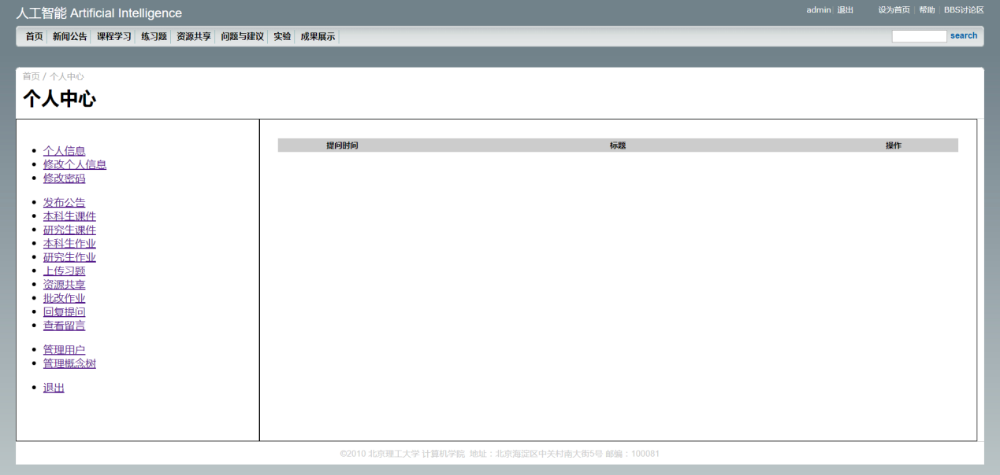 人工智能 Artificial Intelligence
admin 退出 设为首页 帮助 BBS讨论区
首页 新闻公告 课程学习 练习题 资源共享 问题与建议 实验 成果展示 search
首页 / 个人中心
个人中心
提问时间 标题 操作
个人信息
修改个人信息
修改密码
发布公告
本科生课件
研究生课件
本科生作业
研究生作业
上传习题
资源共享
批改作业
回复提问
查看留言
管理用户
管理概念树
退出
©2010 北京理工大学 计算机学院 地址：北京海淀区中关村南大街5号 邮编：100081